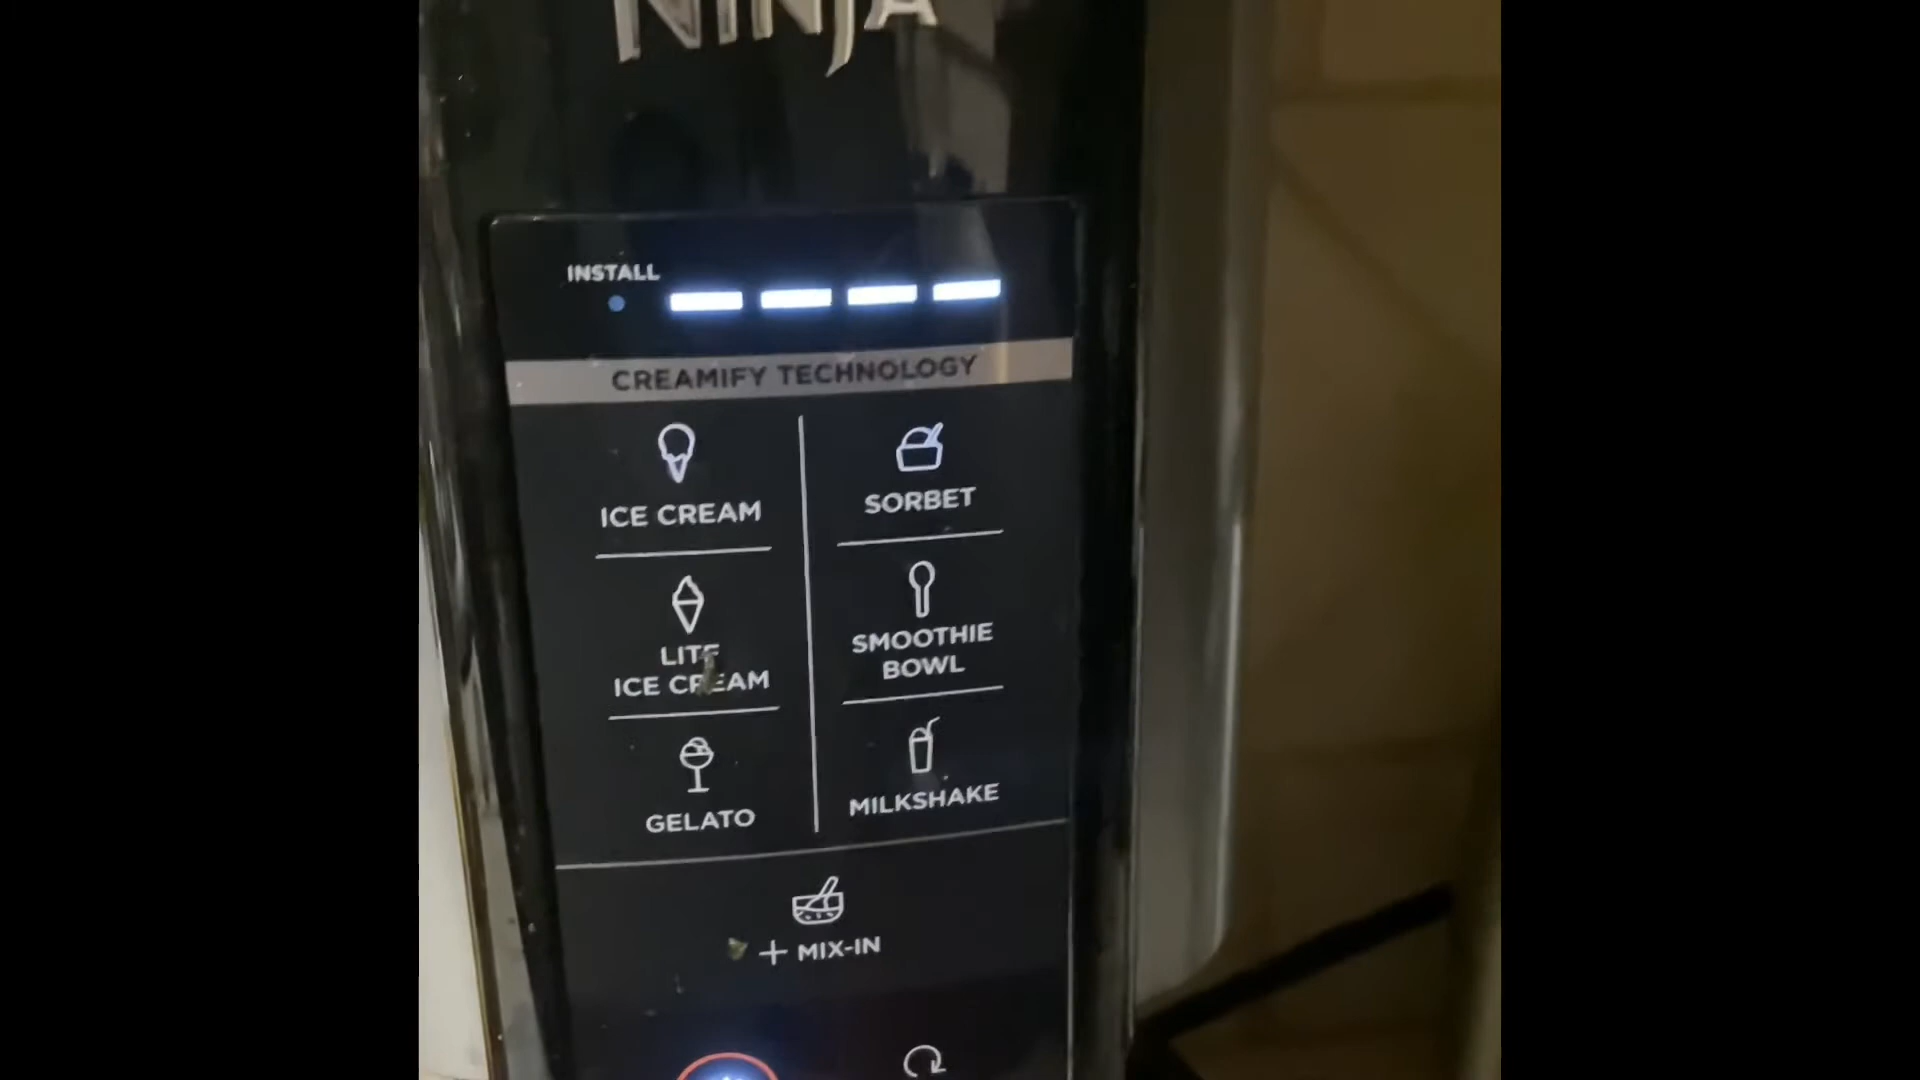 NINJA
INSTALL
CREAMIFY TECHNOLOGY
ICE CREAM
SORBET
LITE
ICE CREAM
SMOOTHIE
BOWL
GELATO
MILKSHAKE
+ MIX-IN